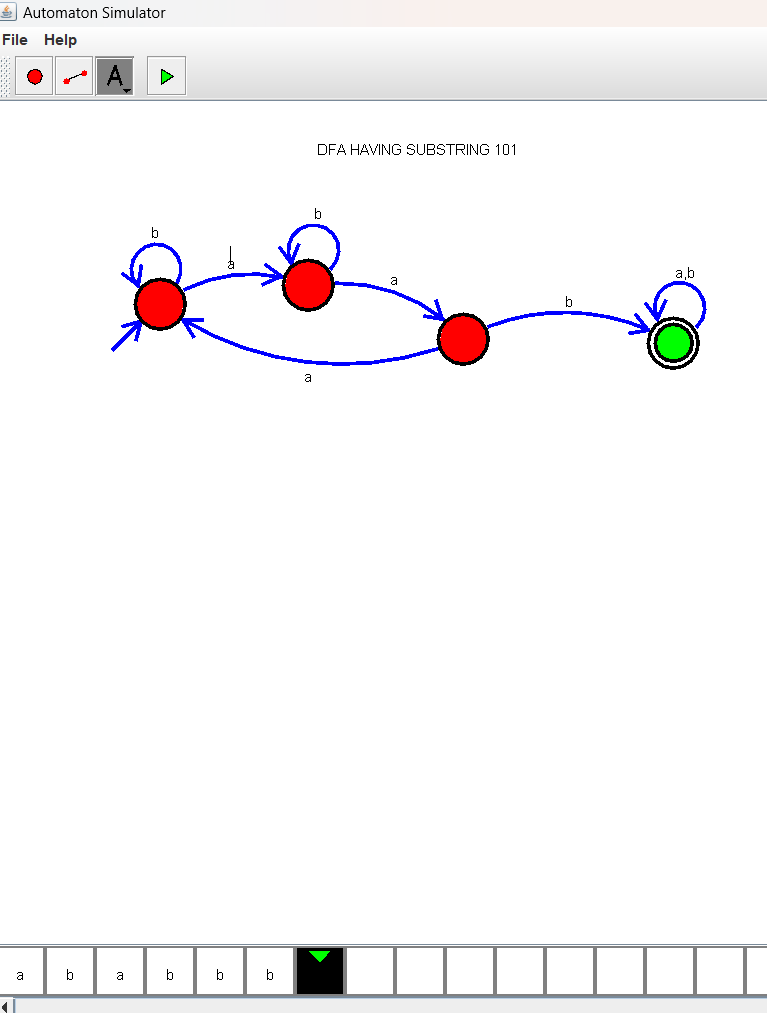 Automaton Simulator
File Help
A
DFA HAVING SUBSTRING 101
b
b
a
a
a,b
b
a
a b a b b b